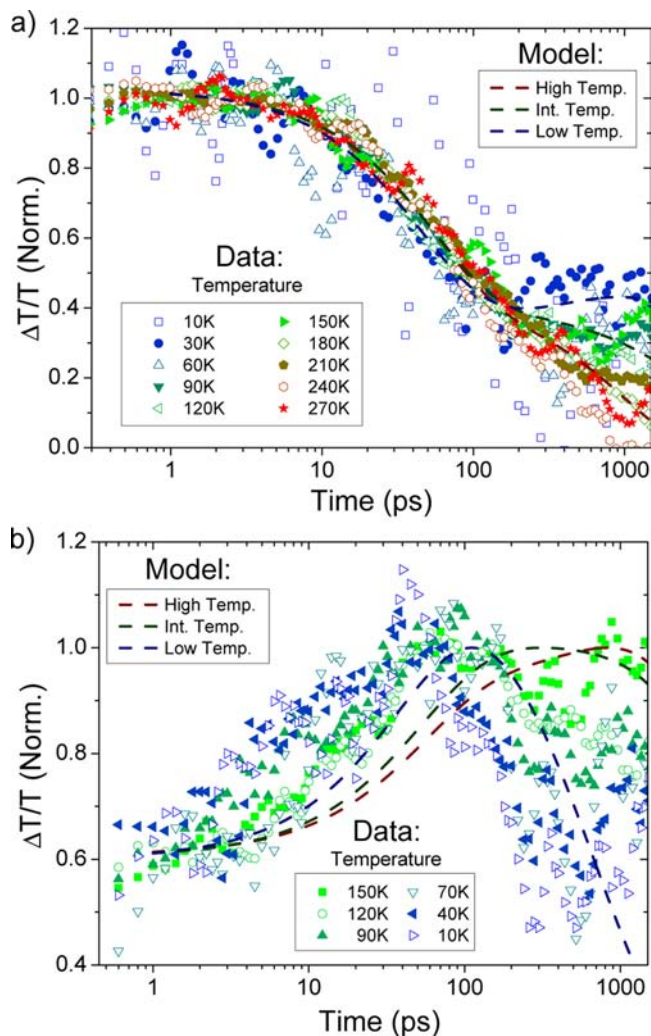 a)
1.2
1.0
0.8
0.6
0.4
0.2
0.0
ΔT/T (Norm.)
Model:
High Temp.
Int. Temp.
Low Temp.
Data:
Temperature
10K 150K
30K 180K
60K 210K
90K 240K
120K 270K
1 10 100 1000
Time (ps)
b)
1.2
1.0
0.8
0.6
0.4
ΔT/T (Norm.)
Model:
High Temp.
Int. Temp.
Low Temp.
Data:
Temperature
150K 70K
120K 40K
90K 10K
1 10 100 1000
Time (ps)